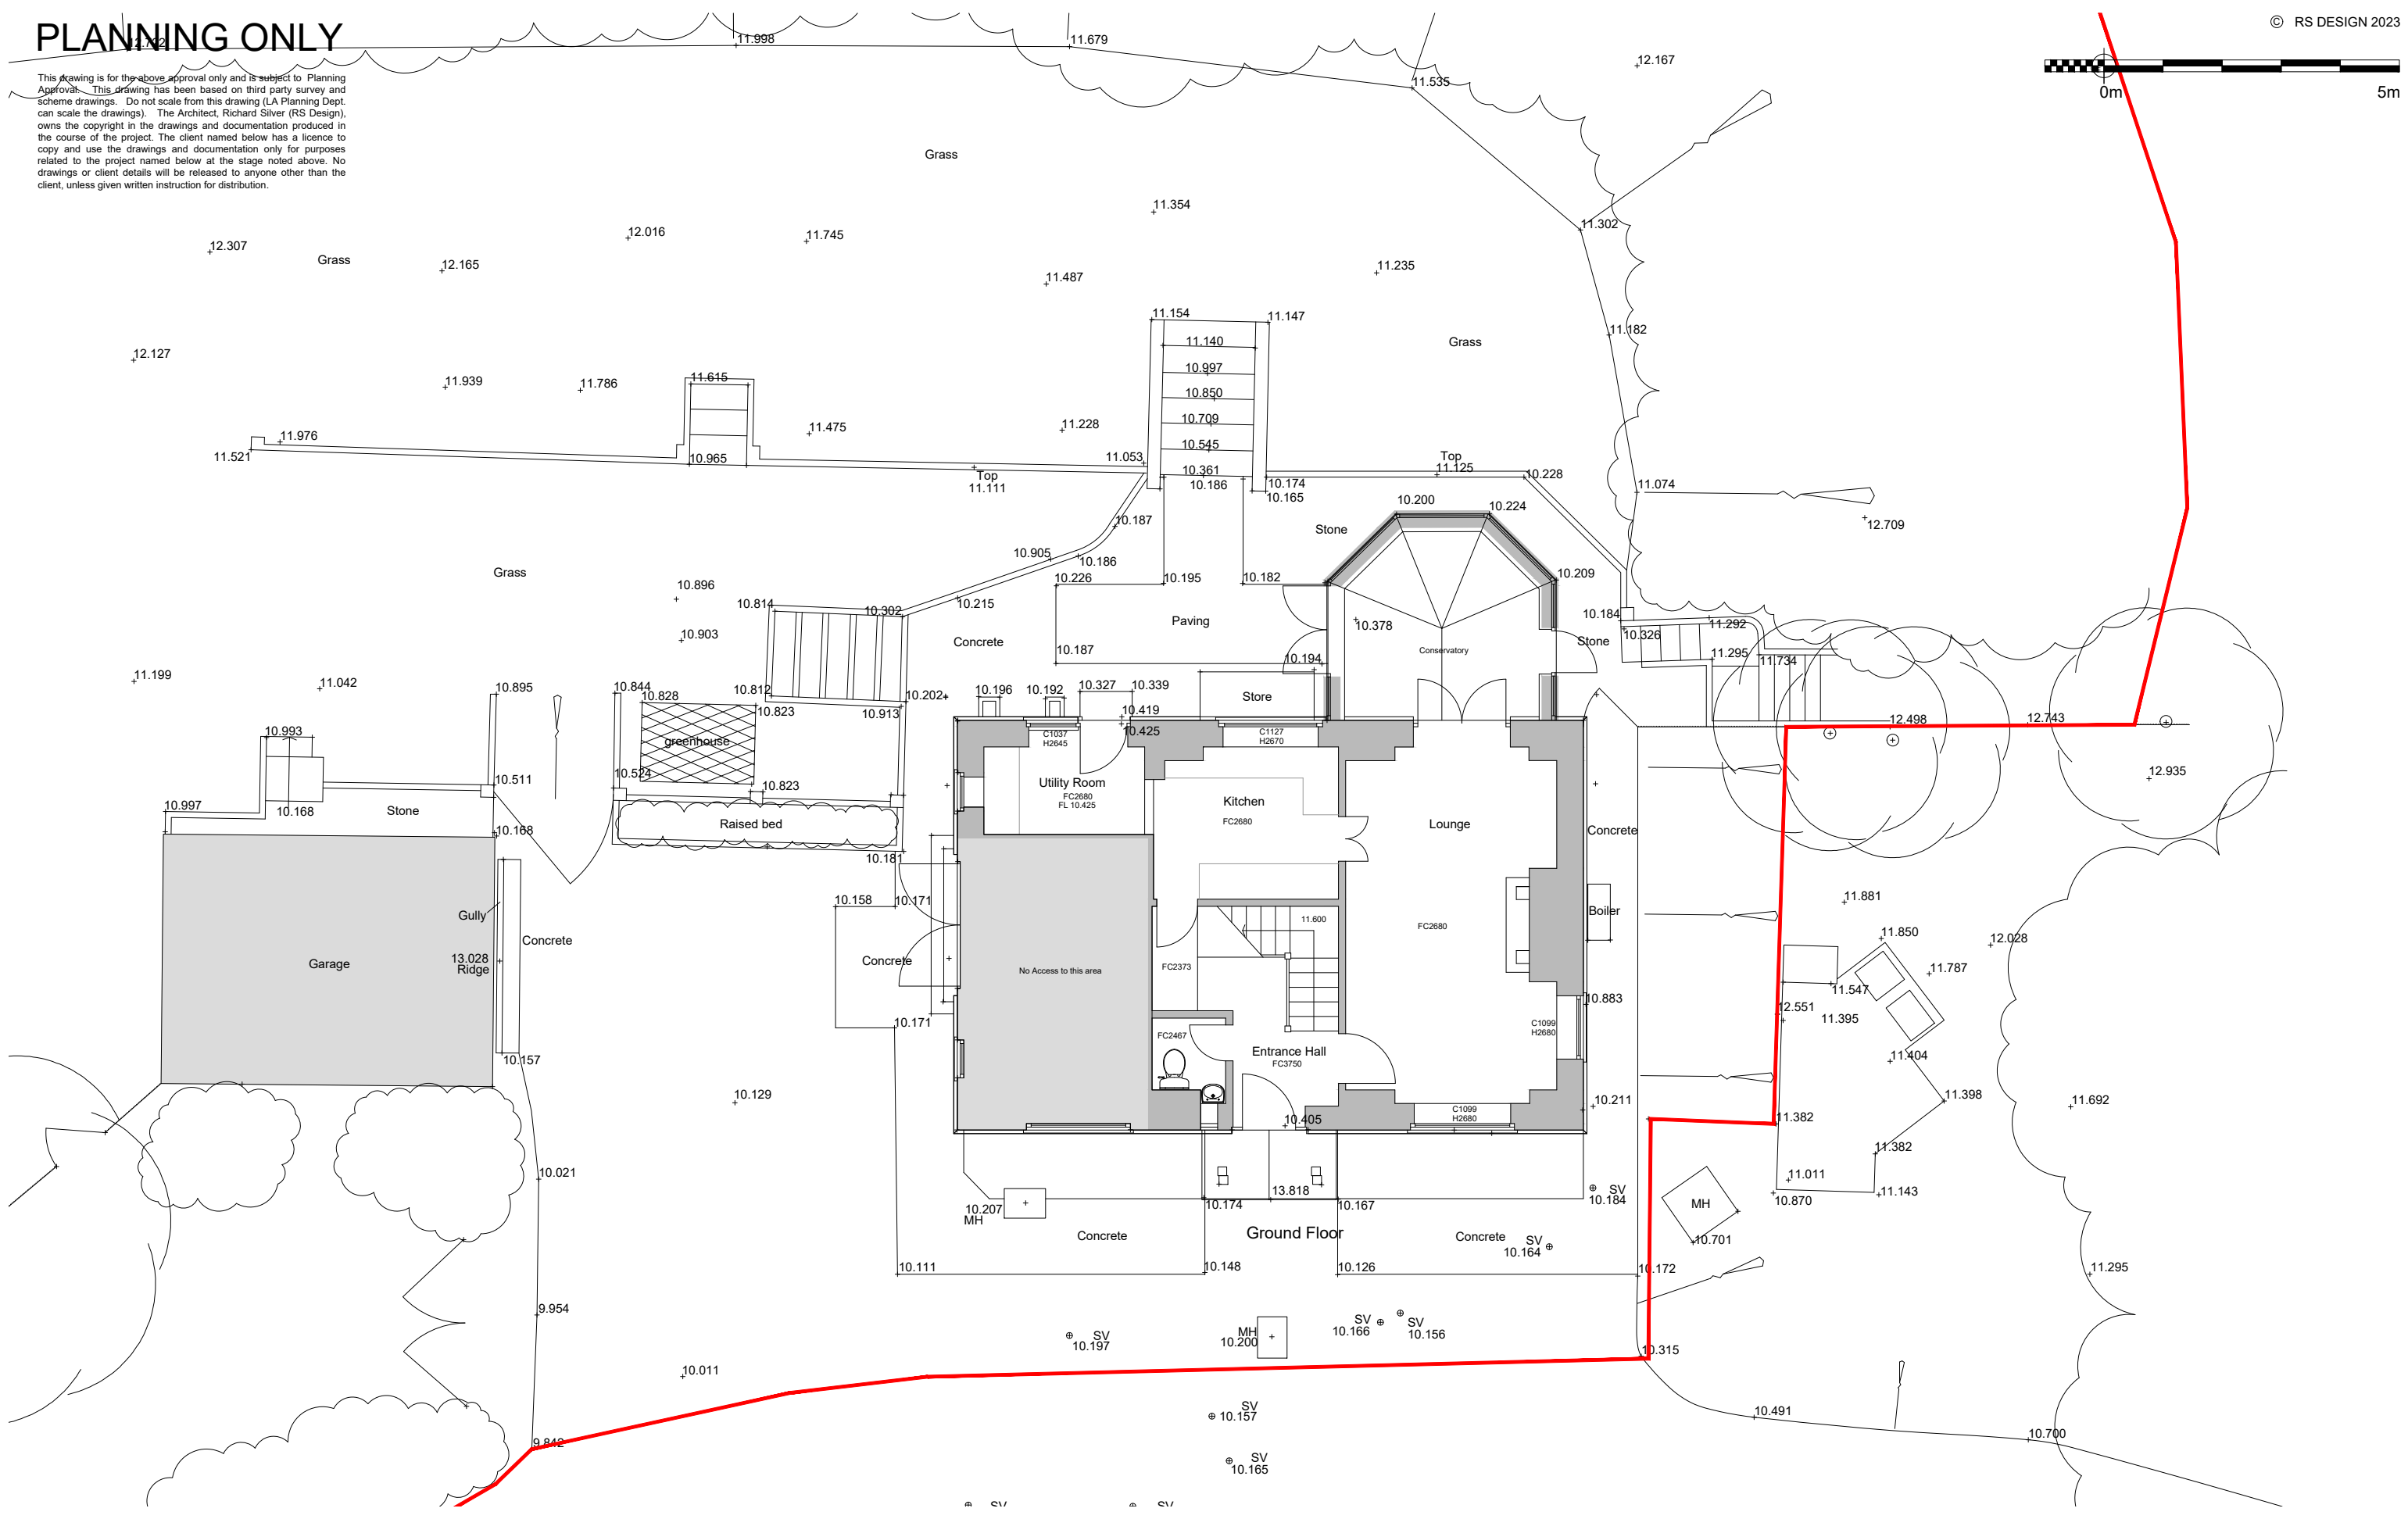 PLANNING ONLY
© RS DESIGN 2023
This drawing is for the above approval only and is subject to Planning
Approval. This drawing has been based on third party survey and
scheme drawings. Do not scale from this drawing (LA Planning Dept.
can scale the drawings). The Architect, Richard Silver (RS Design),
owns the copyright in the drawings and documentation produced in
the course of the project. The client named below has a licence to
copy and use the drawings and documentation only for purposes
related to the project named below at the stage noted above. No
drawings or client details will be released to anyone other than the
client, unless given written instruction for distribution.
0m
5m
11.998
11.679
12.167
11.535
Grass
11.354
11.302
12.307
Grass
12.016
11.745
12.165
11.487
11.235
11.154
11.147
11.182
12.127
11.140
Grass
11.939
11.786
11.615
10.997
10.850
10.709
11.976
11.475
11.228
10.545
11.521
10.965
11.053
10.361
Top
11.125
10.228
Top
11.111
10.186
10.174
10.165
11.074
10.200
10.224
12.709
10.187
Stone
10.905
10.186
Grass
10.896
10.226
10.195
10.182
10.209
10.814
10.302
10.215
10.184
11.292
Paving
10.378
10.326
10.903
Concrete
Stone
10.187
10.194
Conservatory
11.295
11.734
11.199
11.042
10.895
10.844
10.828
10.812
10.202
10.196
10.192
10.327
10.339
Store
10.823
10.913
10.419
10.425
12.498
12.743
10.993
greenhouse
C1037
H2645
C1127
H2670
10.511
10.524
10.823
Utility Room
FC2680
FL 10.425
Kitchen
FC2680
12.935
10.997
10.168
Stone
10.168
Raised bed
Lounge
Concrete
10.181
10.158
10.171
11.881
Gully
Boiler
11.600
FC2680
Concrete
11.850
12.028
13.028
Ridge
Garage
Concrete
No Access to this area
FC2373
11.787
11.547
10.883
12.551
11.395
10.171
C1099
H2680
FC2467
Entrance Hall
FC3750
10.157
11.404
10.129
10.405
C1099
H2680
10.211
11.382
11.398
11.692
11.382
10.021
11.011
13.818
SV
10.184
10.870
11.143
10.207
MH
10.174
10.167
MH
Concrete
Ground Floor
Concrete
SV
10.164
10.701
10.111
10.148
10.126
10.172
11.295
9.954
SV
10.197
MH
10.200
SV
10.166
SV
10.156
10.315
10.011
SV
10.157
10.491
9.842
10.700
SV
10.165
SV
SV